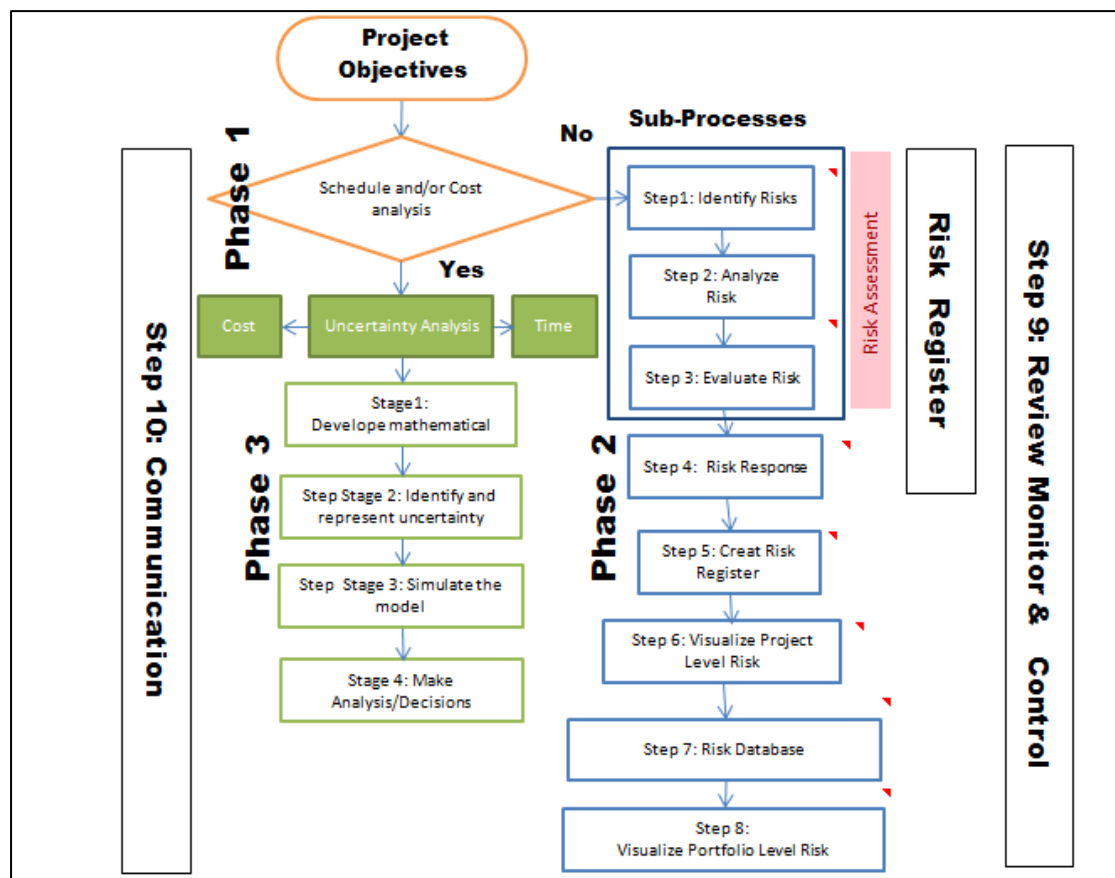 Project
Objectives
Phase 1
Schedule and/or Cost
analysis
No
Yes
Sub-Processes
Step1: Identify Risks
Step 2: Analyze
Risk
Step 3: Evaluate Risk
Risk Assessment
Risk Register
Step 9: Review Monitor & Control
Step 10: Communication
Cost
Uncertainty Analysis
Time
Phase 3
Stage1:
Develope mathematical
Step Stage 2: Identify and
represent uncertainty
Step Stage 3: Simulate the
model
Stage 4: Make
Analysis/Decisions
Phase 2
Step 4: Risk Response
Step 5: Creat Risk
Register
Step 6: Visualize Project
Level Risk
Step 7: Risk Database
Step 8:
Visualize Portfolio Level Risk